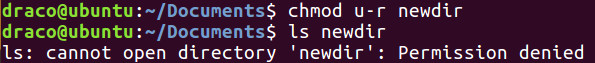 draco@ubuntu:~/Documents$ chmod u-r newdir
draco@ubuntu:~/Documents$ ls newdir
ls: cannot open directory 'newdir': Permission denied